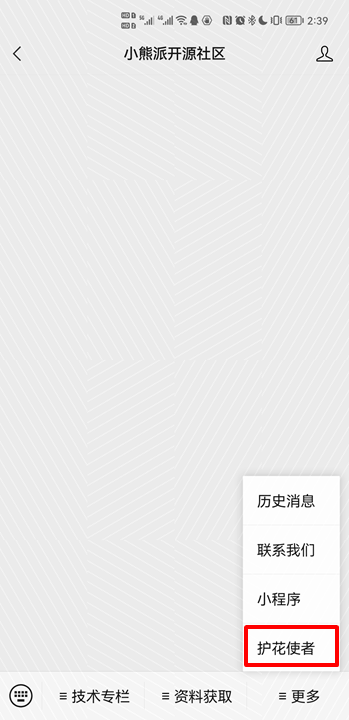 2:39
小熊派开源社区
历史消息
联系我们
小程序
护花使者
≡ 技术专栏 ≡ 资料获取 ≡ 更多